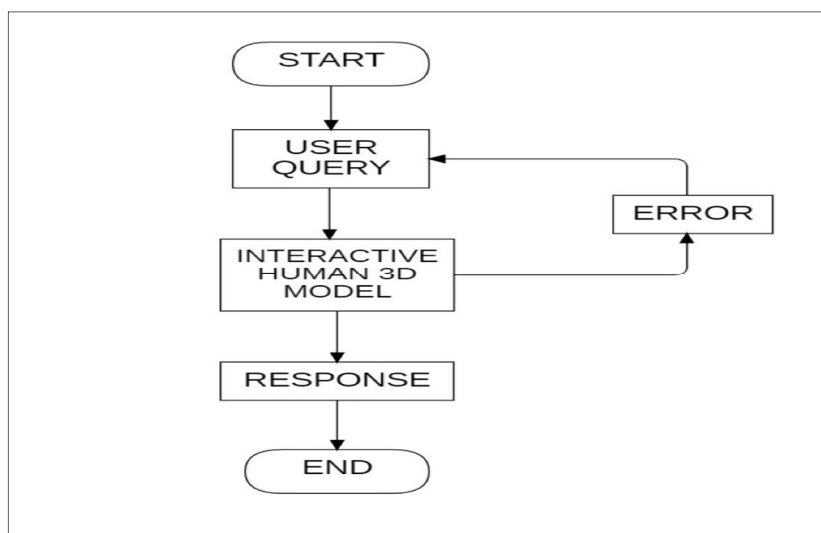 START
USER
QUERY
ERROR
INTERACTIVE
HUMAN 3D
MODEL
RESPONSE
END